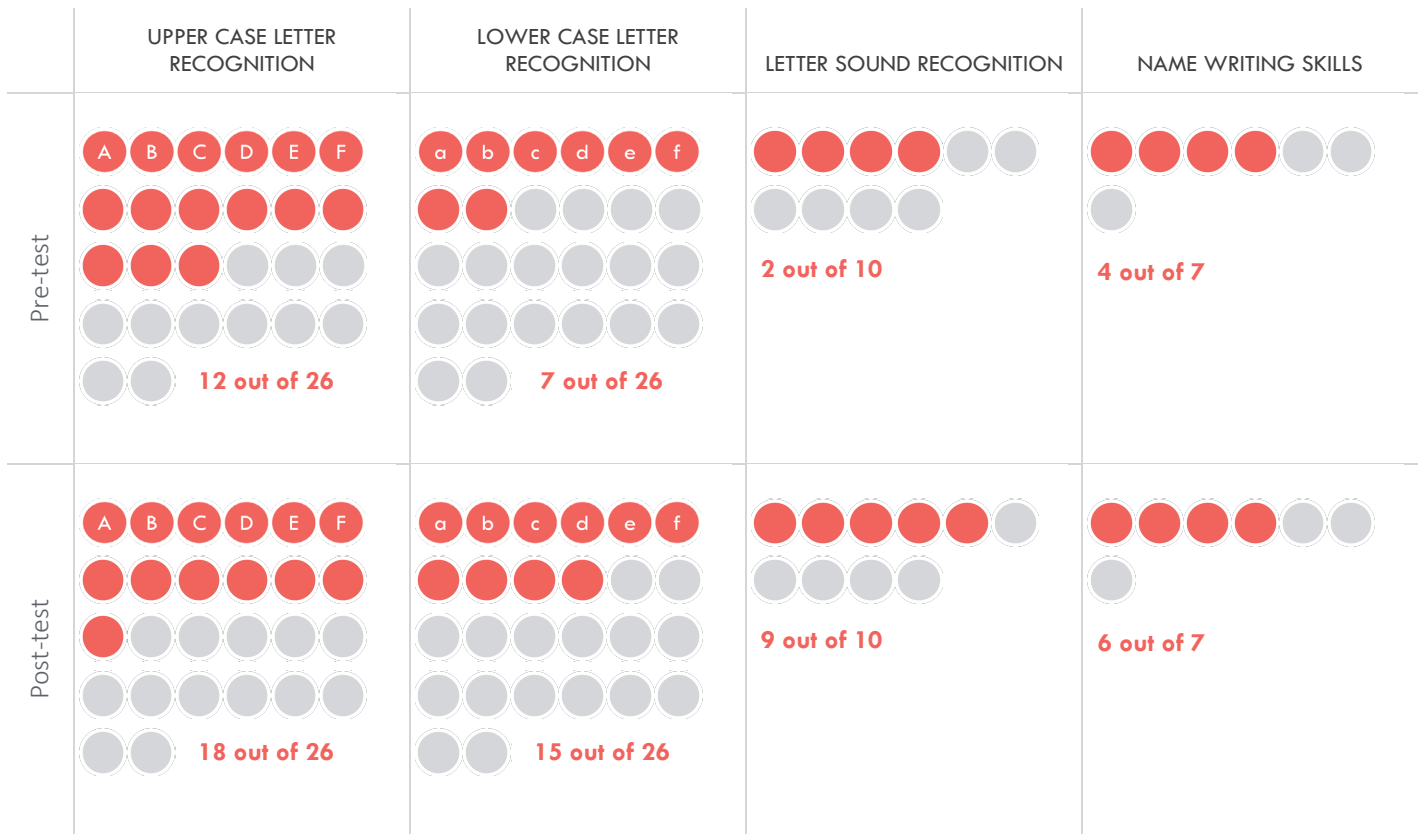 UPPER CASE LETTER
RECOGNITION
LOWER CASE LETTER
RECOGNITION
LETTER SOUND RECOGNITION
NAME WRITING SKILLS
Pre-test
A B C D E F
12 out of 26
a b c d e f
7 out of 26
2 out of 10
4 out of 7
Post-test
A B C D E F
18 out of 26
a b c d e f
15 out of 26
9 out of 10
6 out of 7